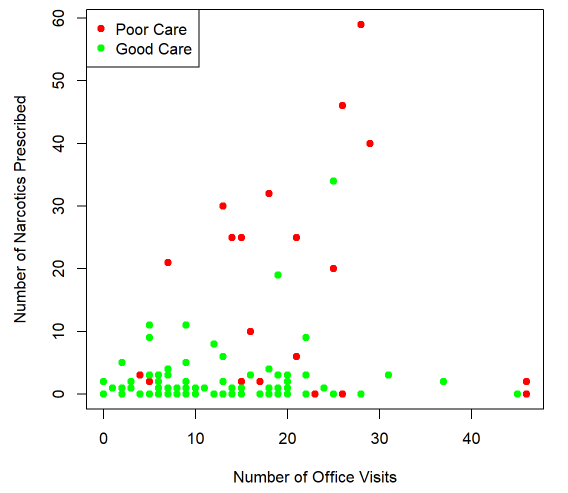 Poor Care
Good Care
Number of Narcotics Prescribed
60
50
40
30
20
10
0
0 10 20 30 40
Number of Office Visits